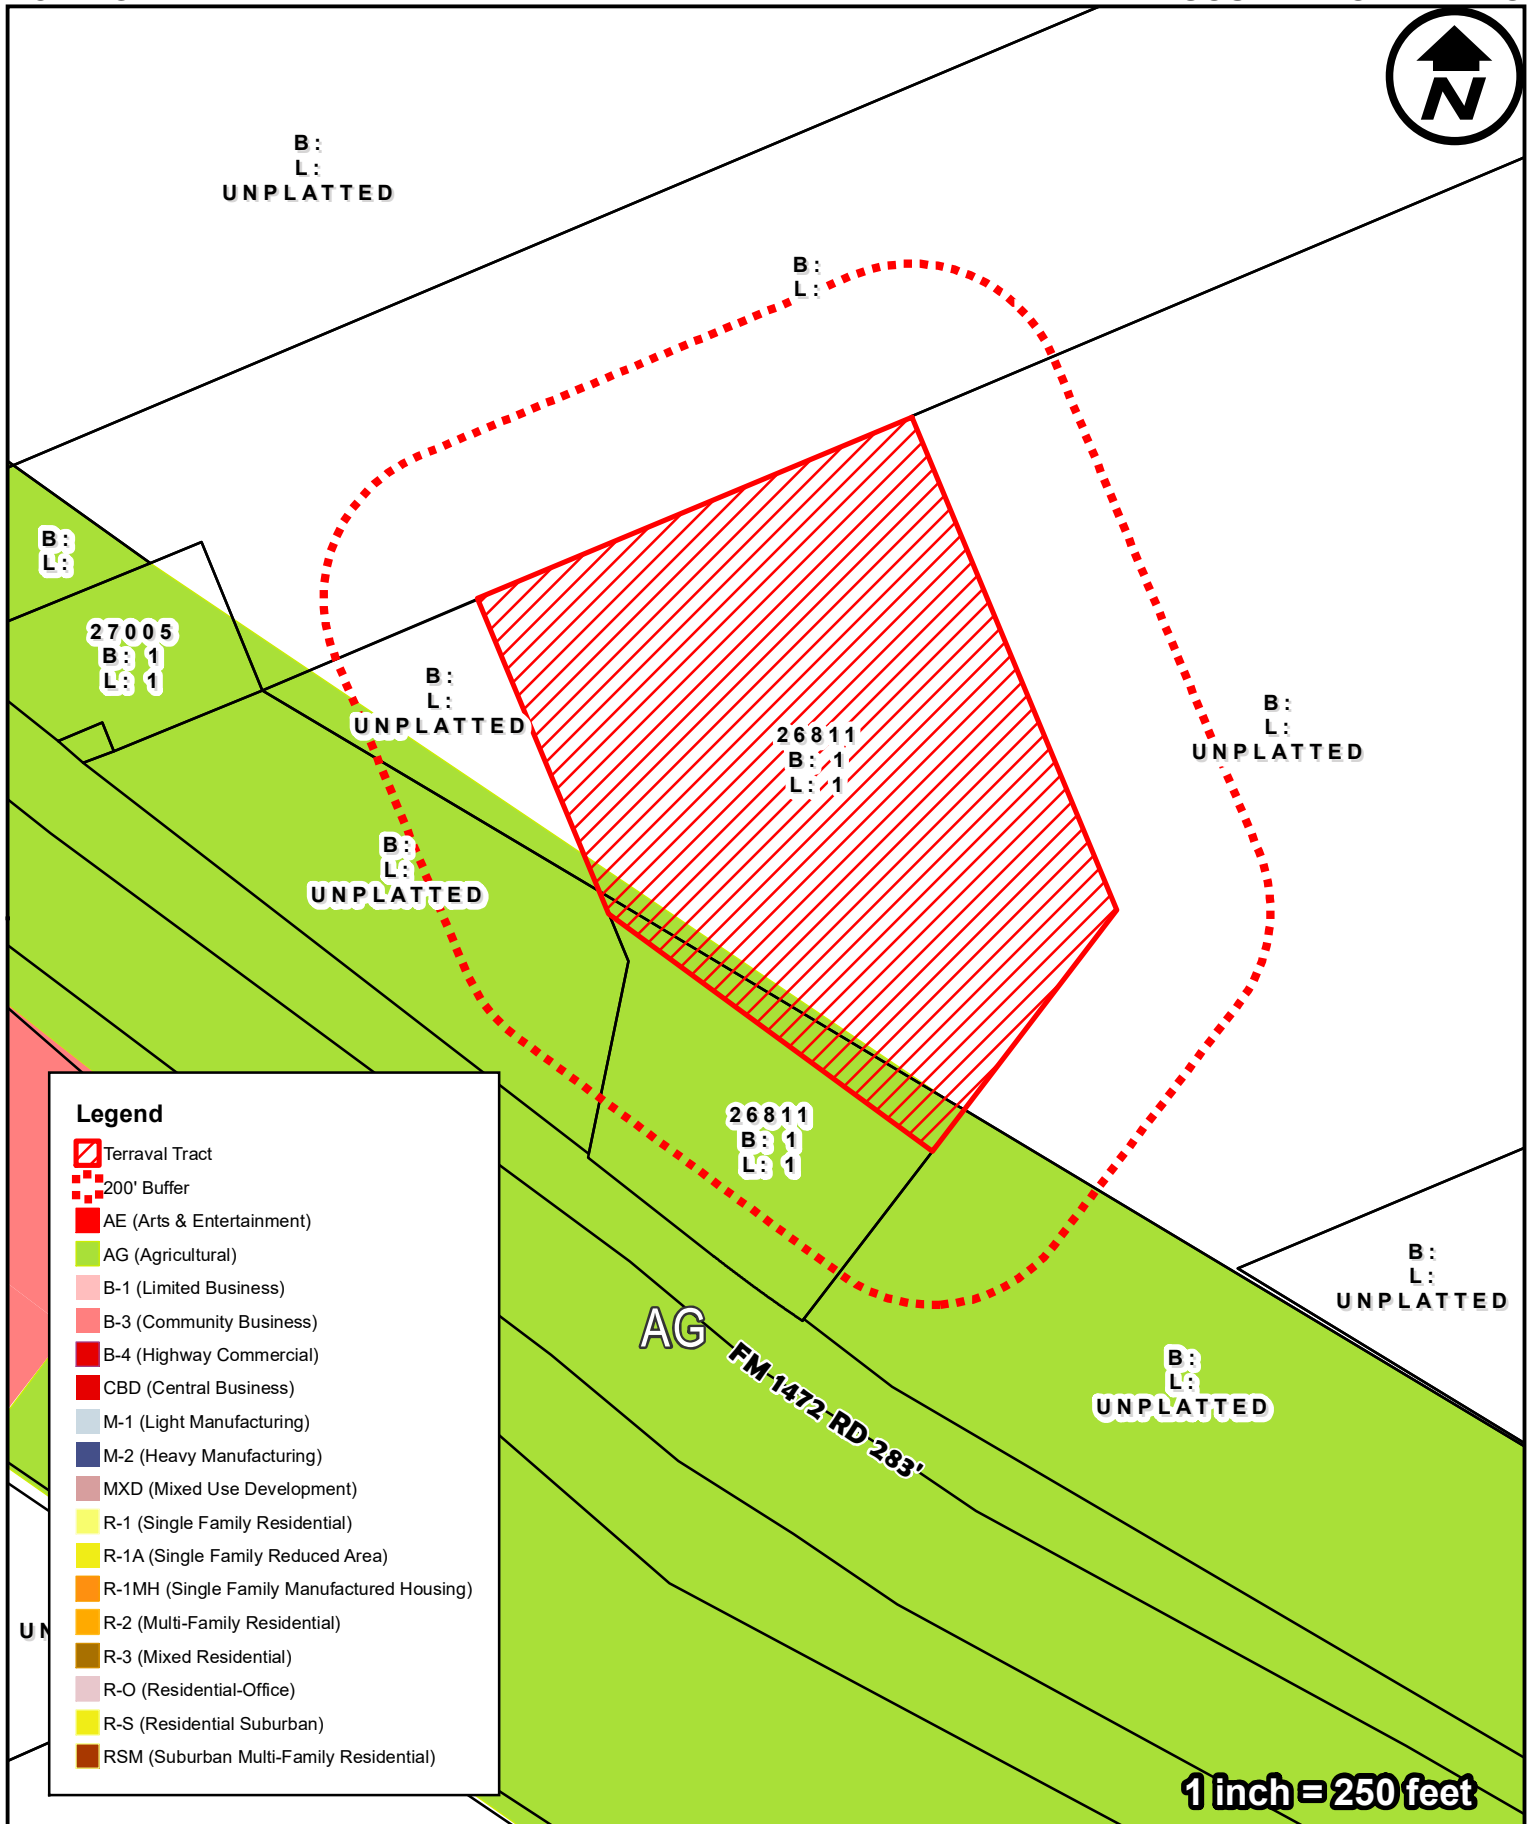 N
B:
L:
UNPLATTED
B:
L:
B:
L:
27005
B: 1
L: 1
B:
L:
UNPLATTED
26811
B: 1
L: 1
B:
L:
UNPLATTED
B:
L:
UNPLATTED
26811
B: 1
L: 1
B:
L:
UNPLATTED
AG
FM 1472 RD 283'
B:
L:
UNPLATTED
UN
Legend
Terraval Tract
200' Buffer
AE (Arts & Entertainment)
AG (Agricultural)
B-1 (Limited Business)
B-3 (Community Business)
B-4 (Highway Commercial)
CBD (Central Business)
M-1 (Light Manufacturing)
M-2 (Heavy Manufacturing)
MXD (Mixed Use Development)
R-1 (Single Family Residential)
R-1A (Single Family Reduced Area)
R-1MH (Single Family Manufactured Housing)
R-2 (Multi-Family Residential)
R-3 (Mixed Residential)
R-O (Residential-Office)
R-S (Residential Suburban)
RSM (Suburban Multi-Family Residential)
1 inch = 250 feet